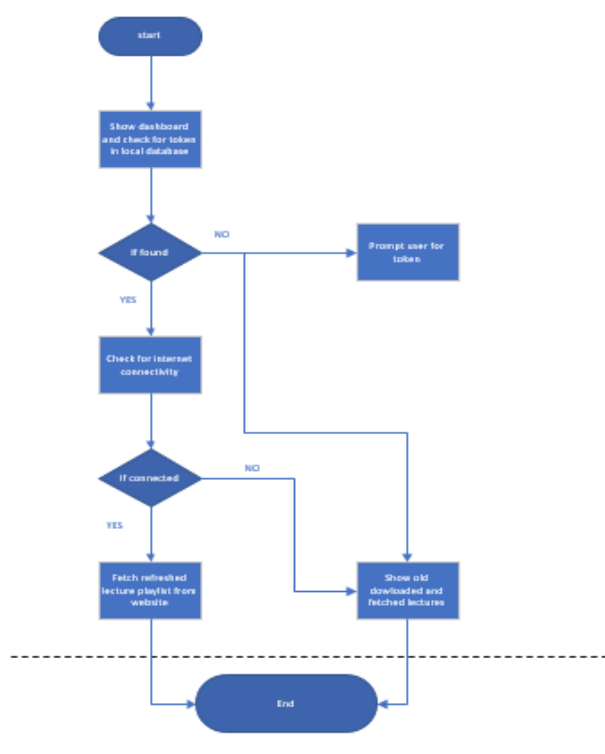 start
Show dashboard
and check for token
in local database
If found
NO
Prompt user for
token
YES
Check for internet
connectivity
If connected
NO
YES
Fetch refreshed
lecture playlist from
website
Show old
dowloaded and
fetched lectures
End